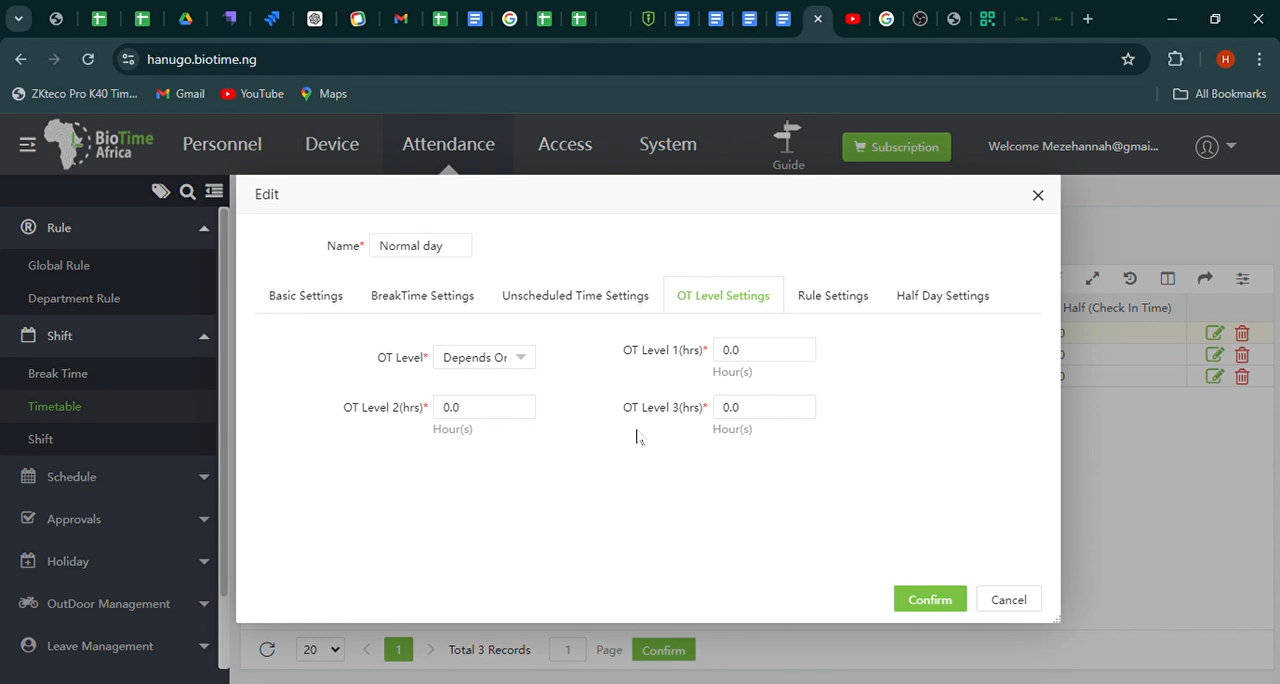 hanugo.biotime.ng
ZKteco Pro K40 Tim...
Gmail
YouTube
Maps
All Bookmarks
H
BioTime Africa
Personnel
Device
Attendance
Access
System
Guide
Subscription
Welcome Mezehannah@gmai...
Rule
Global Rule
Department Rule
Shift
Break Time
Timetable
Shift
Schedule
Approvals
Holiday
OutDoor Management
Leave Management
Edit
Name*
Normal day
Basic Settings
BreakTime Settings
Unscheduled Time Settings
OT Level Settings
Rule Settings
Half Day Settings
OT Level*
Depends Or
OT Level 1(hrs)*
0.0
Hour(s)
OT Level 2(hrs)*
0.0
Hour(s)
OT Level 3(hrs)*
0.0
Hour(s)
Confirm
Cancel
Half (Check In Time)
20
1
Total 3 Records
1
Page
Confirm